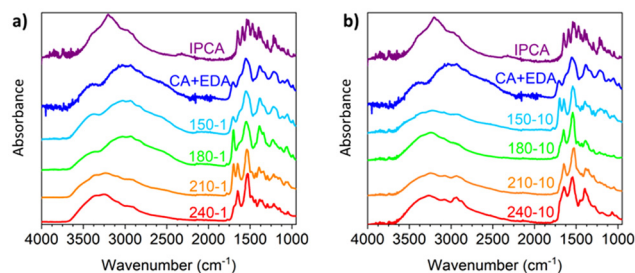 a)
IPCA
CA+EDA
150-1
180-1
210-1
240-1
Absorbance
4000 3500 3000 2500 2000 1500 1000
Wavenumber (cm⁻¹)
b)
IPCA
CA+EDA
150-10
180-10
210-10
240-10
Absorbance
4000 3500 3000 2500 2000 1500 1000
Wavenumber (cm⁻¹)